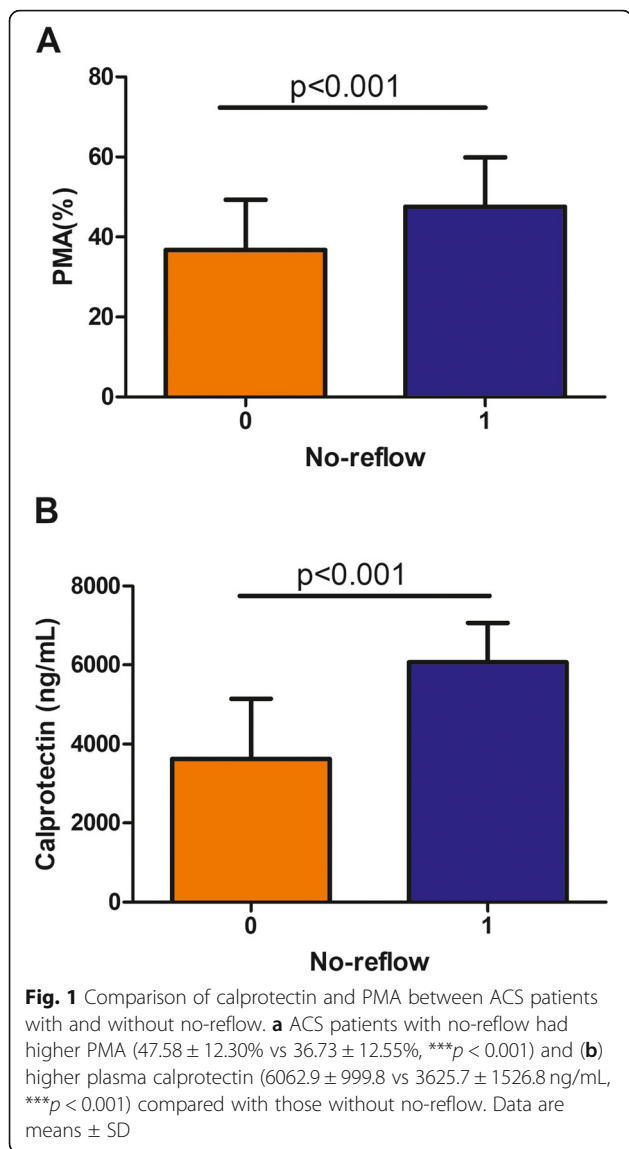 A
80
60
40
20
0
PMA(%)
p<0.001
0
1
No-reflow
B
8000
6000
4000
2000
0
Calprotectin (ng/mL)
p<0.001
0
1
No-reflow
Fig. 1 Comparison of calprotectin and PMA between ACS patients
with and without no-reflow. a ACS patients with no-reflow had
higher PMA (47.58 ± 12.30% vs 36.73 ± 12.55%, ***p < 0.001) and (b)
higher plasma calprotectin (6062.9 ± 999.8 vs 3625.7 ± 1526.8 ng/mL,
***p < 0.001) compared with those without no-reflow. Data are
means ± SD